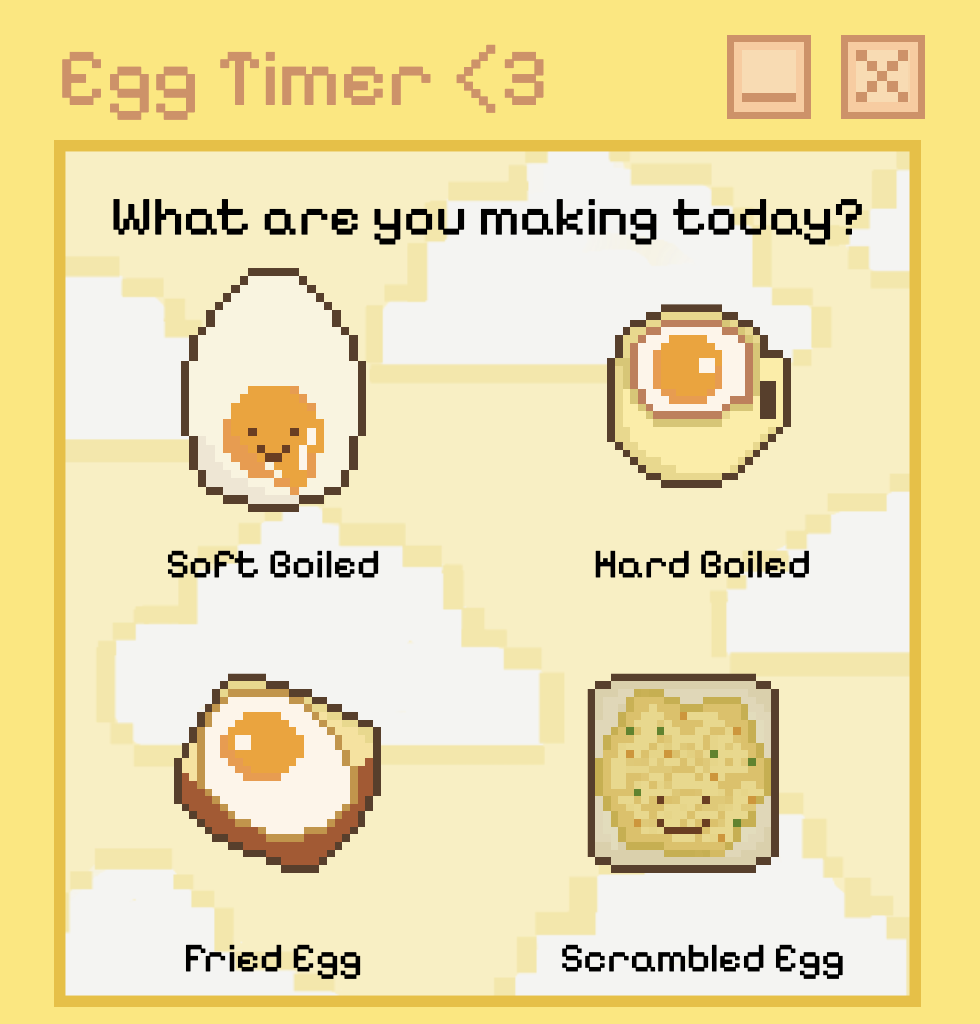 Egg Timer <3
What are you making today?
Soft Boiled
Hard Boiled
Fried Egg
Scrambled Egg